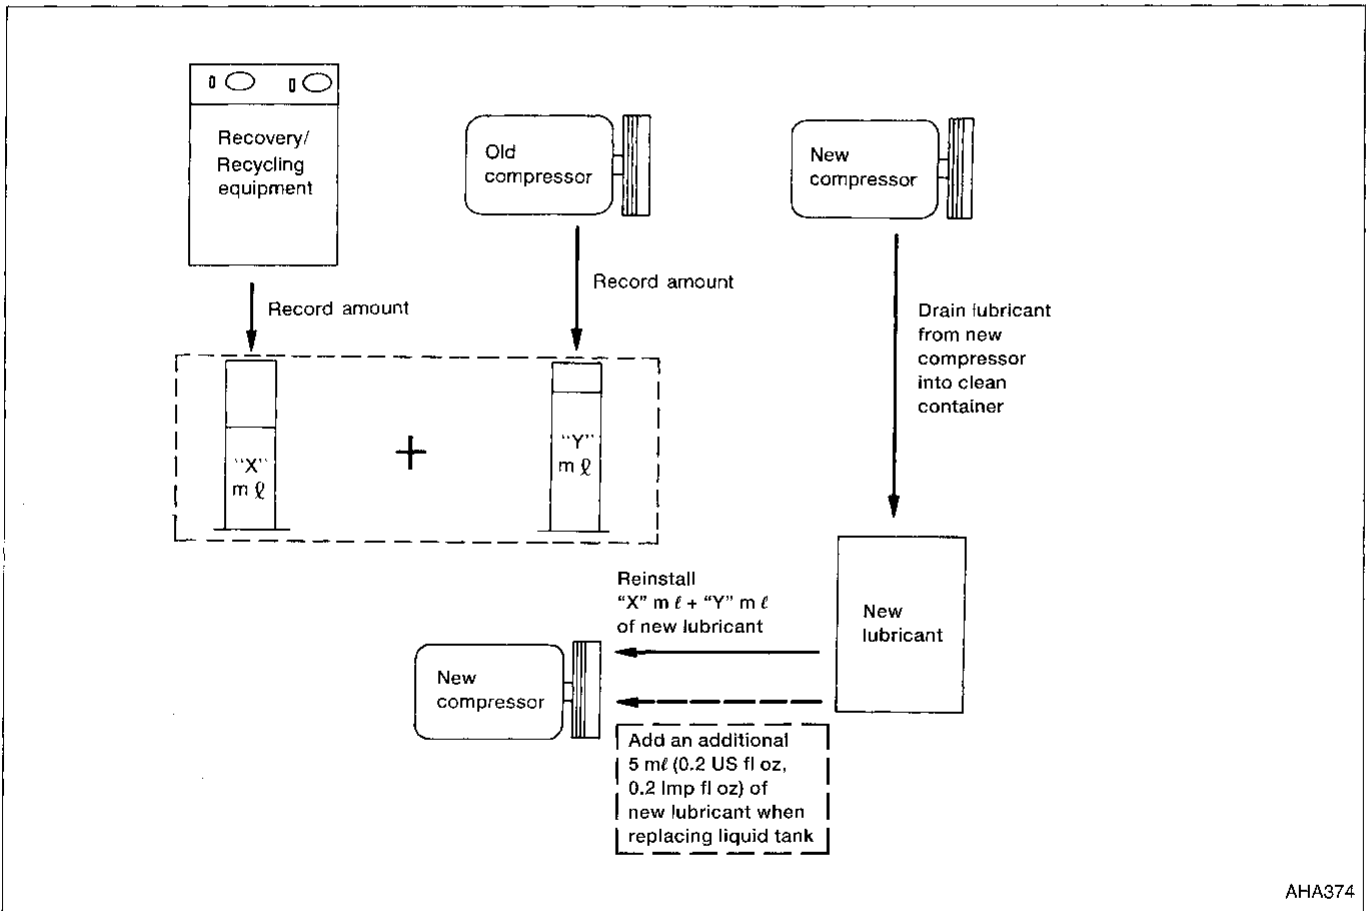 Recovery/
Recycling
equipment
Old
compressor
New
compressor
Record amount
Record amount
Drain lubricant
from new
compressor
into clean
container
"X"
m ℓ
+
"Y"
m ℓ
Reinstall
"X" m ℓ + "Y" m ℓ
of new lubricant
New
lubricant
New
compressor
Add an additional
5 mℓ (0.2 US fl oz,
0.2 Imp fl oz) of
new lubricant when
replacing liquid tank
AHA374